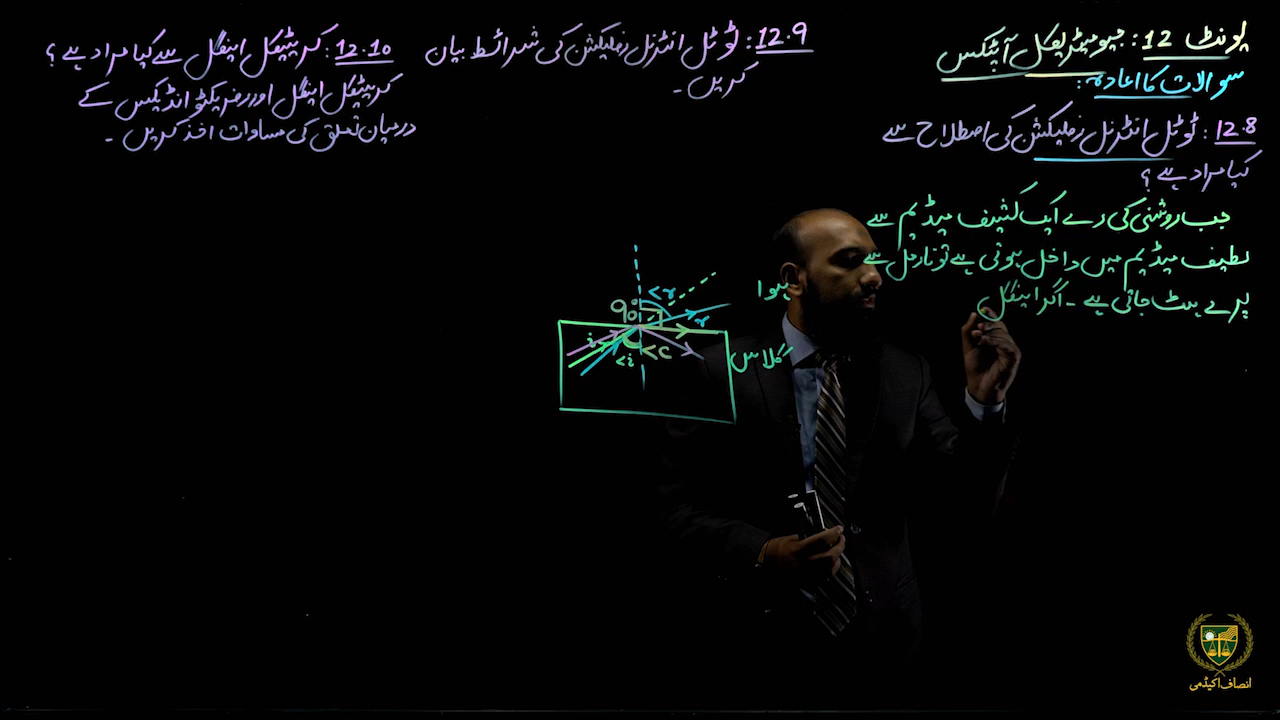 یونٹ 12 : جیومیٹریکل آپٹکس
سوالات کا اعادہ :
12.8 : ٹوٹل انٹرنل رفلیکشن کی اصطلاح سے
کیا مراد ہے ؟
جب روشنی کی رے ایک کثیف میڈیم سے
لطیف میڈیم میں داخل ہوتی ہے تو نارمل سے
پرے ہٹ جاتی ہے ۔ اگر اینگل
12.9 : ٹوٹل انٹرنل رفلیکشن کی شرائط بیان
کریں ۔
12.10 : کریٹیکل اینگل سے کیا مراد ہے ؟
کریٹیکل اینگل اور رفریکٹو انڈیکس کے
درمیان تعلق کی مساوات اخذ کریں ۔
<r
90°
ہوا
r
i
<i
<c
گلاس
انصاف اکیڈمی